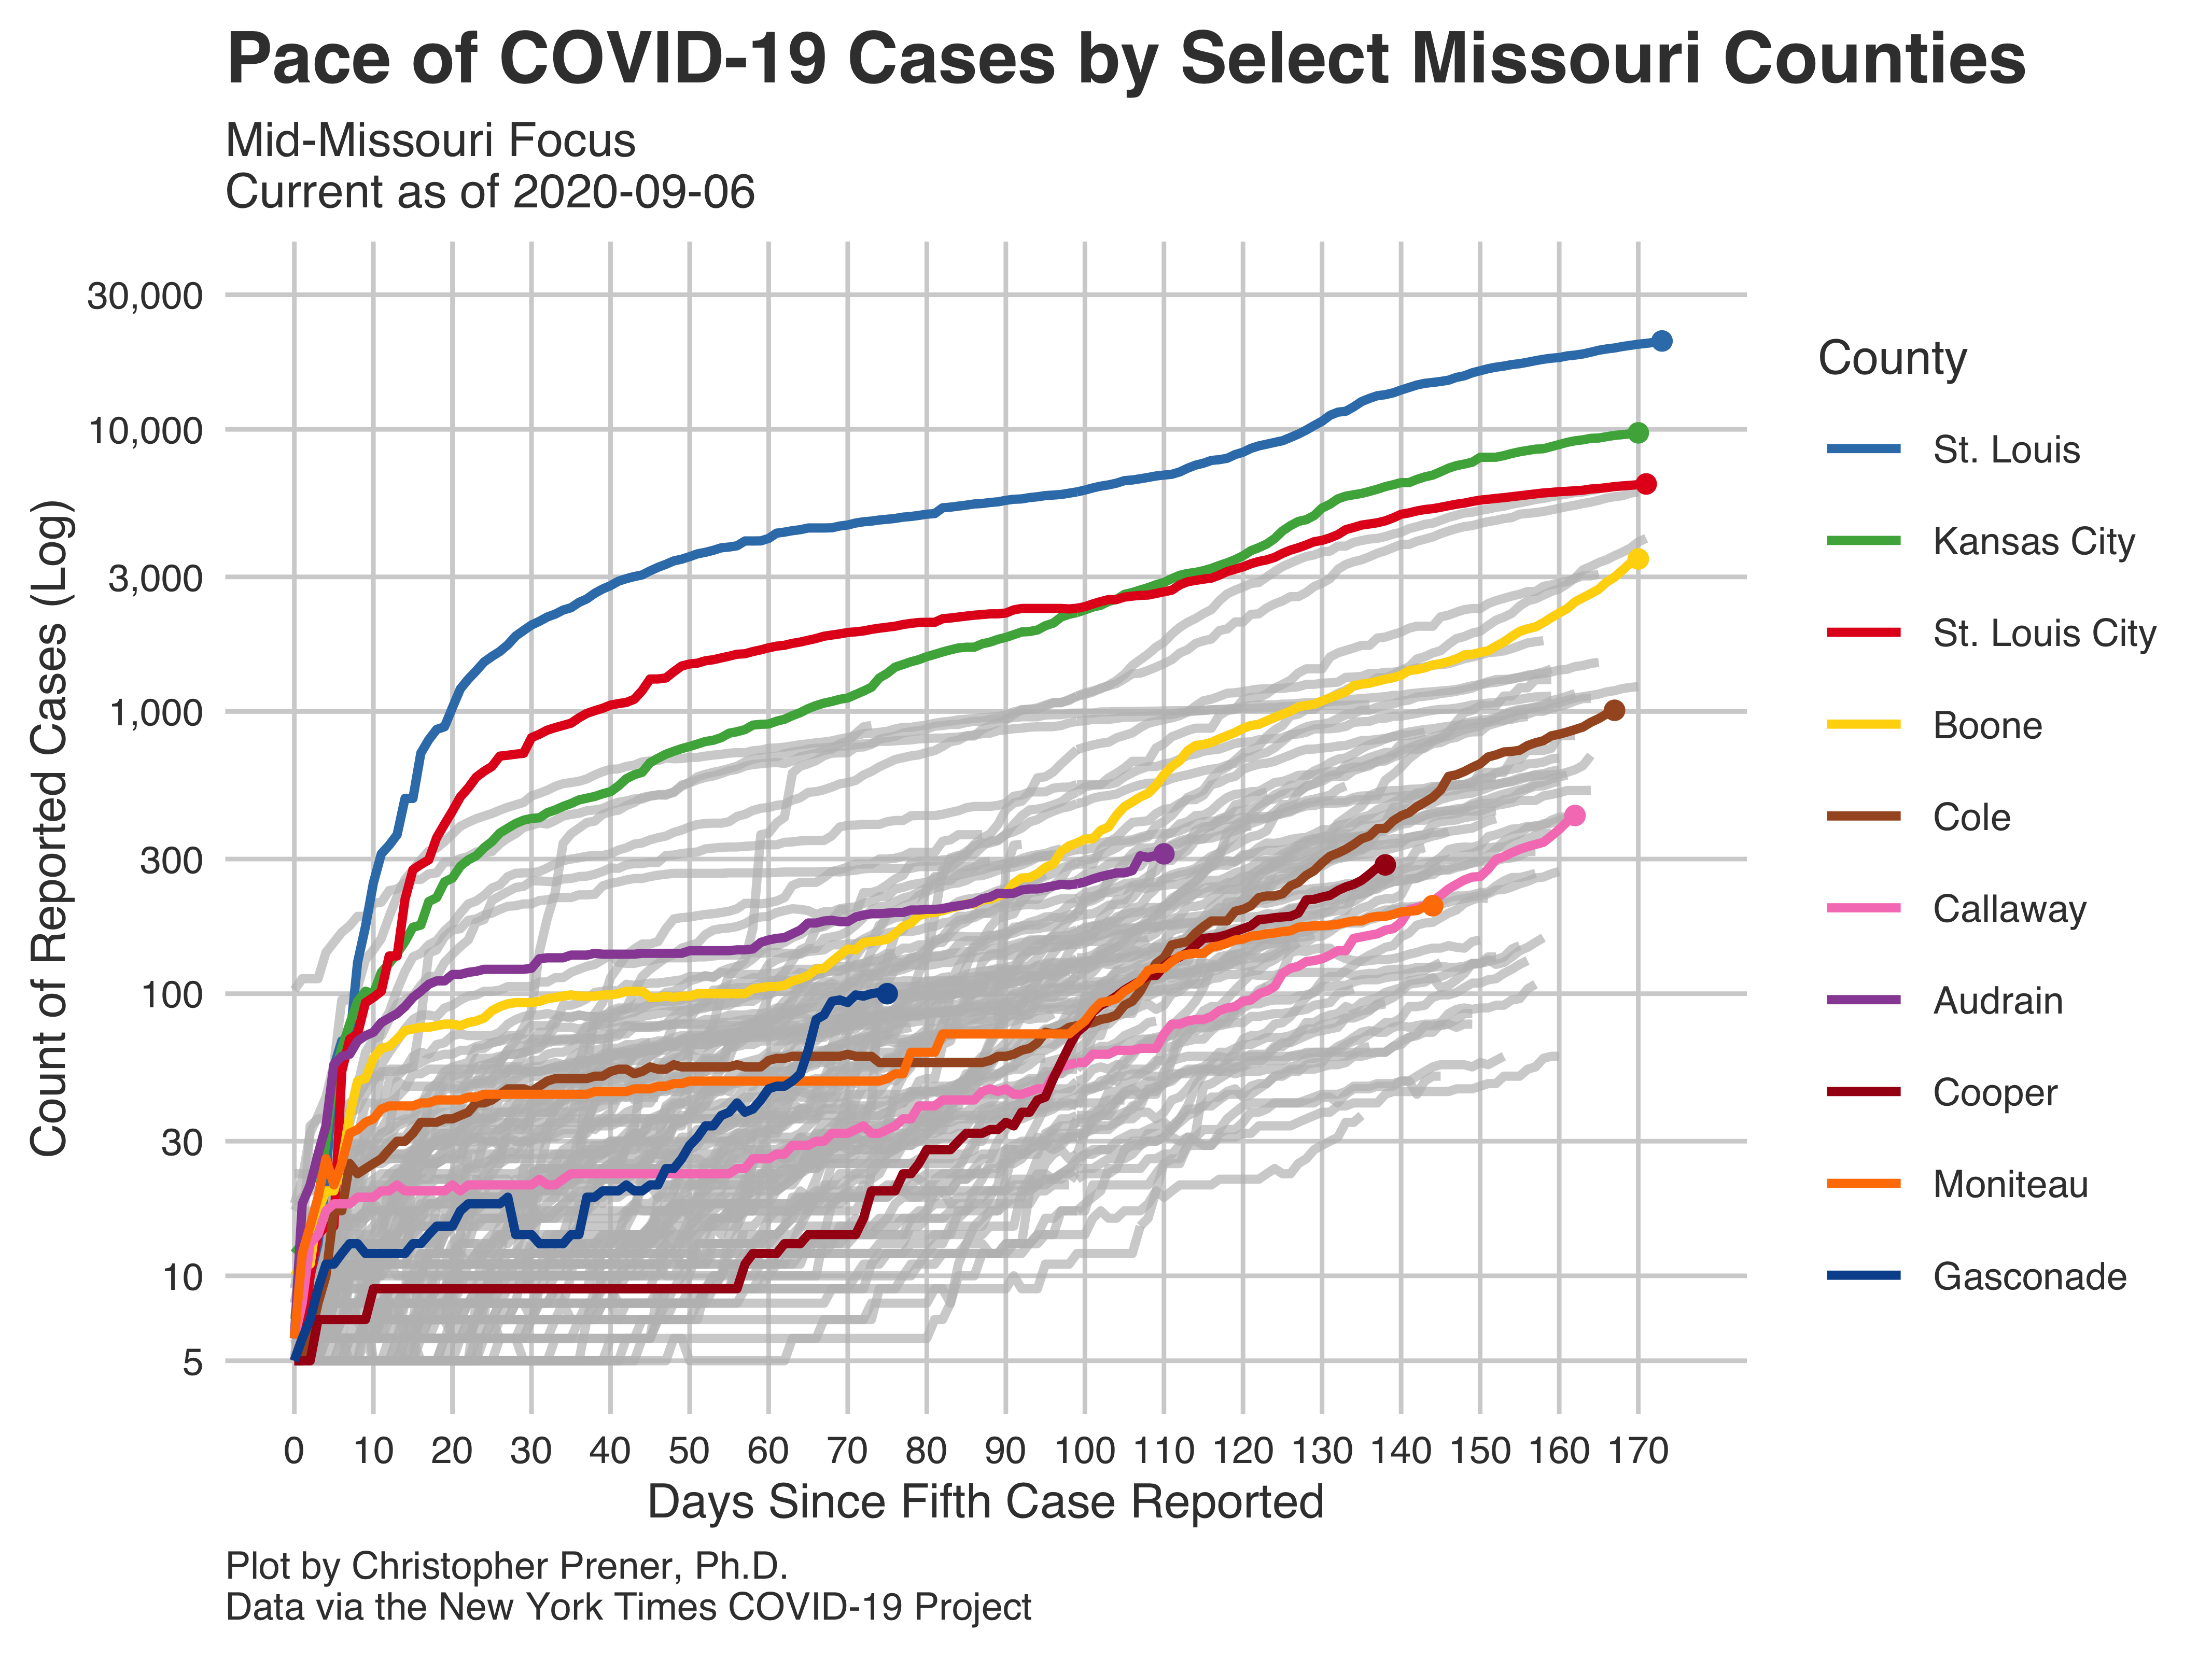 Pace of COVID-19 Cases by Select Missouri Counties
Mid-Missouri Focus
Current as of 2020-09-06
Count of Reported Cases (Log)
30,000
10,000
3,000
1,000
300
100
30
10
5
0 10 20 30 40 50 60 70 80 90 100 110 120 130 140 150 160 170
Days Since Fifth Case Reported
County
St. Louis
Kansas City
St. Louis City
Boone
Cole
Callaway
Audrain
Cooper
Moniteau
Gasconade
Plot by Christopher Prener, Ph.D.
Data via the New York Times COVID-19 Project